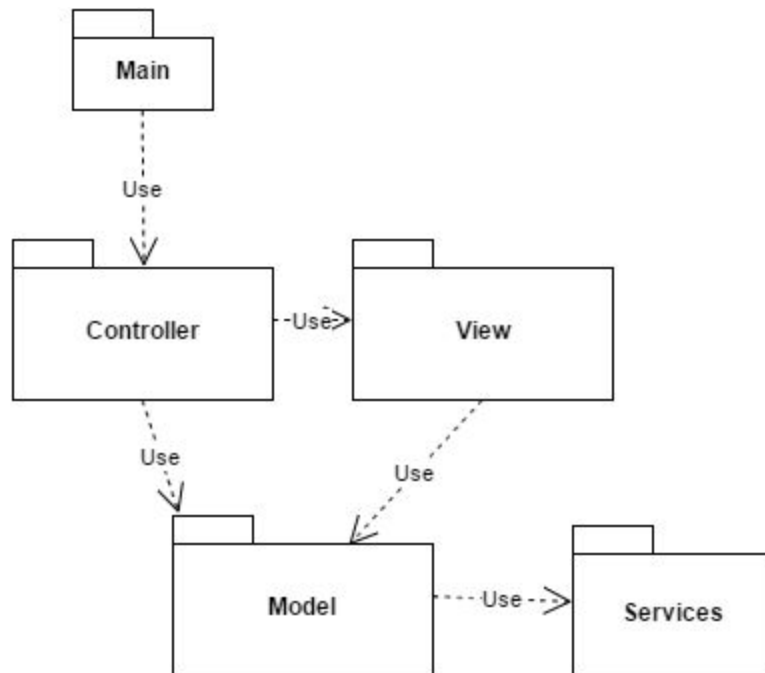 Main
Use
Controller
Use
View
Use
Use
Model
Use
Services